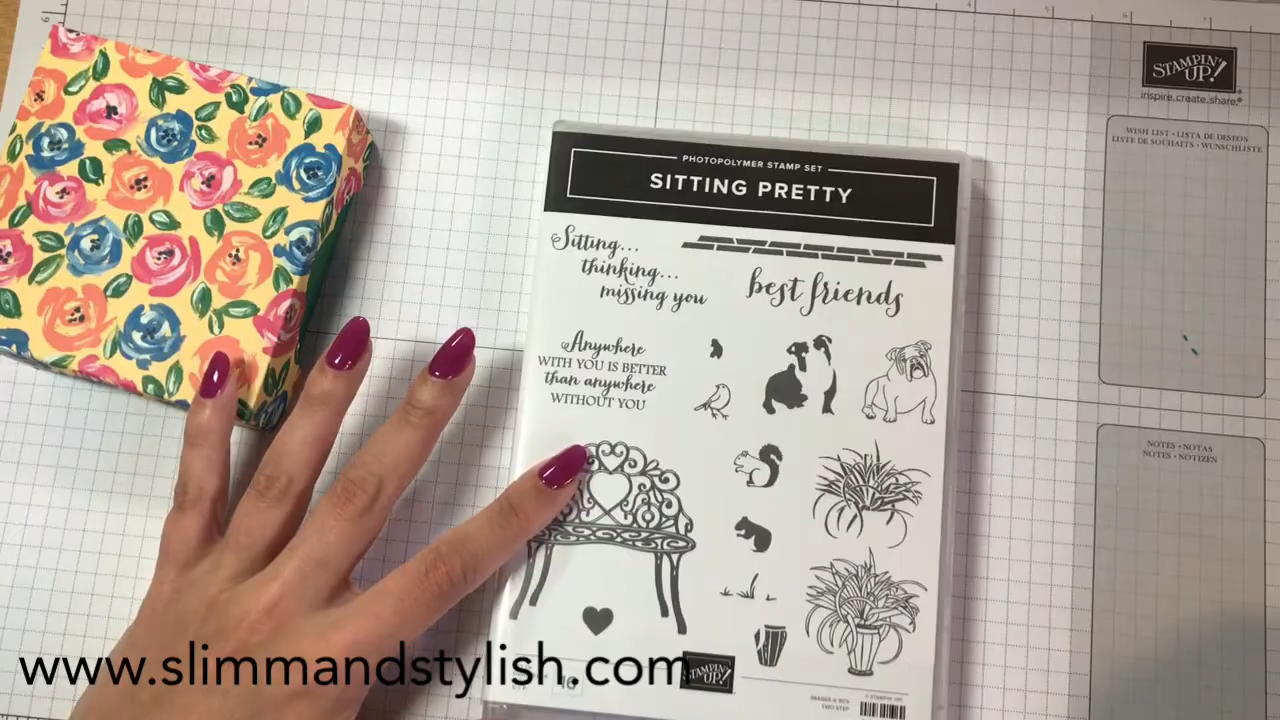 STAMPIN' UP!
inspire.create.share.
WISH LIST • LISTA DE DESEOS
LISTE DE SOUHAITS • WUNSCHLISTE
PHOTOPOLYMER STAMP SET
SITTING PRETTY
Sitting...
thinking...
missing you
best friends
Anywhere
WITH YOU IS BETTER
than anywhere
WITHOUT YOU
NOTES • NOTAS
NOTES • NOTIZEN
www.slimmandstylish.com
STAMPIN' UP!
TWO STEP